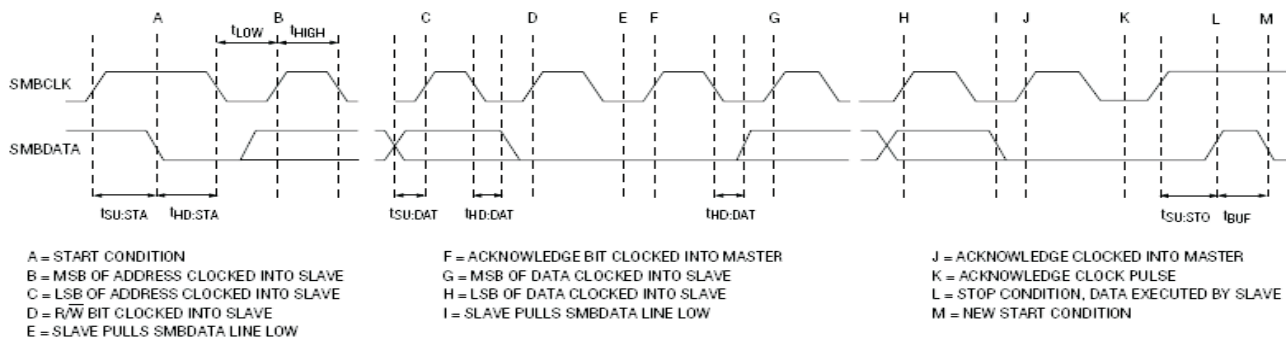 A B C D E F G H I J K L M
tLOW tHIGH
SMBCLK
SMBDATA
tSU:STA tHD:STA tSU:DAT tHD:DAT tHD:DAT tSU:STO tBUF
A = START CONDITION
B = MSB OF ADDRESS CLOCKED INTO SLAVE
C = LSB OF ADDRESS CLOCKED INTO SLAVE
D = R/W̅ BIT CLOCKED INTO SLAVE
E = SLAVE PULLS SMBDATA LINE LOW
F = ACKNOWLEDGE BIT CLOCKED INTO MASTER
G = MSB OF DATA CLOCKED INTO SLAVE
H = LSB OF DATA CLOCKED INTO SLAVE
I = SLAVE PULLS SMBDATA LINE LOW
J = ACKNOWLEDGE CLOCKED INTO MASTER
K = ACKNOWLEDGE CLOCK PULSE
L = STOP CONDITION, DATA EXECUTED BY SLAVE
M = NEW START CONDITION